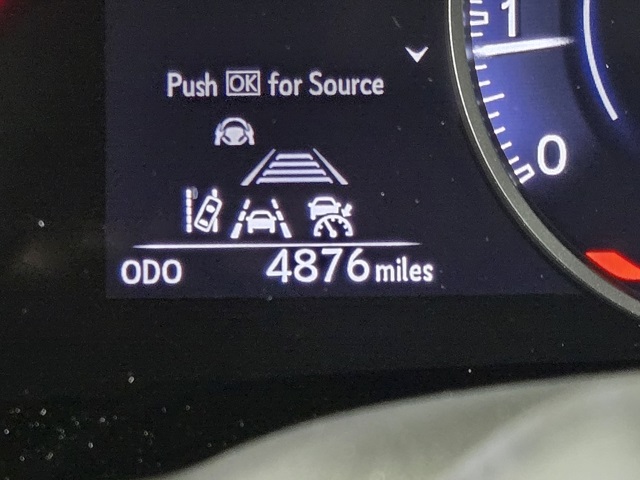 1
Push OK for Source
0
ODO 4876 miles